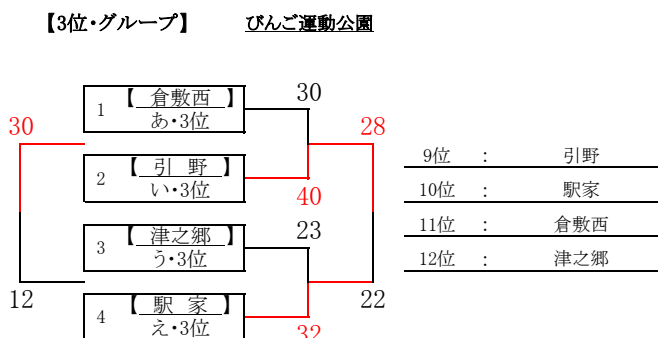 【3位・グループ】 びんご運動公園
30
1 【 倉敷西 】 あ・3位
30
28
2 【 引 野 】 い・3位
40
3 【 津之郷 】 う・3位
23
12
4 【 駅 家 】 え・3位
32
22
9位 : 引野
10位 : 駅家
11位 : 倉敷西
12位 : 津之郷